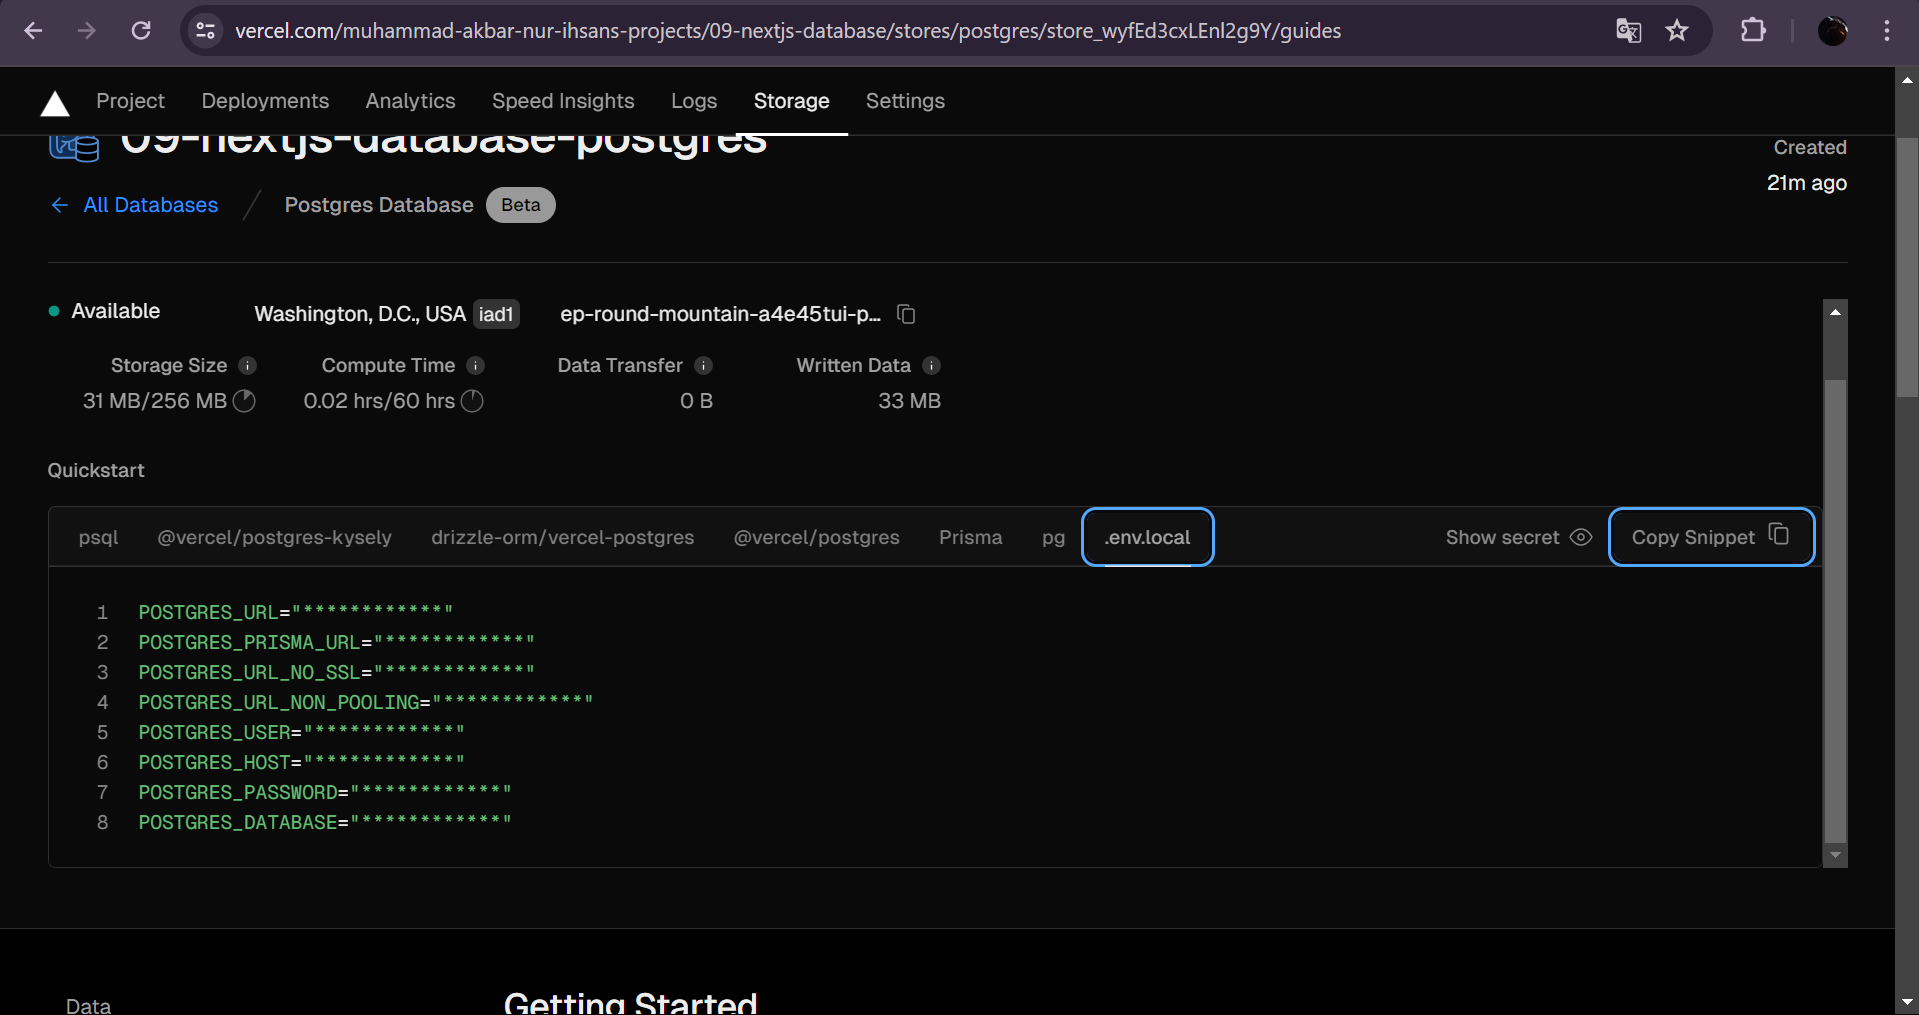 vercel.com/muhammad-akbar-nur-ihsans-projects/09-nextjs-database/stores/postgres/store_wyfEd3cxLEnl2g9Y/guides
Project Deployments Analytics Speed Insights Logs Storage Settings
09-nextjs-database-postgres
Created
21m ago
← All Databases / Postgres Database Beta
Available Washington, D.C., USA iad1 ep-round-mountain-a4e45tui-p...
Storage Size Compute Time Data Transfer Written Data
31 MB/256 MB 0.02 hrs/60 hrs 0 B 33 MB
Quickstart
psql @vercel/postgres-kysely drizzle-orm/vercel-postgres @vercel/postgres Prisma pg .env.local Show secret Copy Snippet
1 POSTGRES_URL="************"
2 POSTGRES_PRISMA_URL="************"
3 POSTGRES_URL_NO_SSL="************"
4 POSTGRES_URL_NON_POOLING="************"
5 POSTGRES_USER="************"
6 POSTGRES_HOST="************"
7 POSTGRES_PASSWORD="************"
8 POSTGRES_DATABASE="************"
Data Getting Started